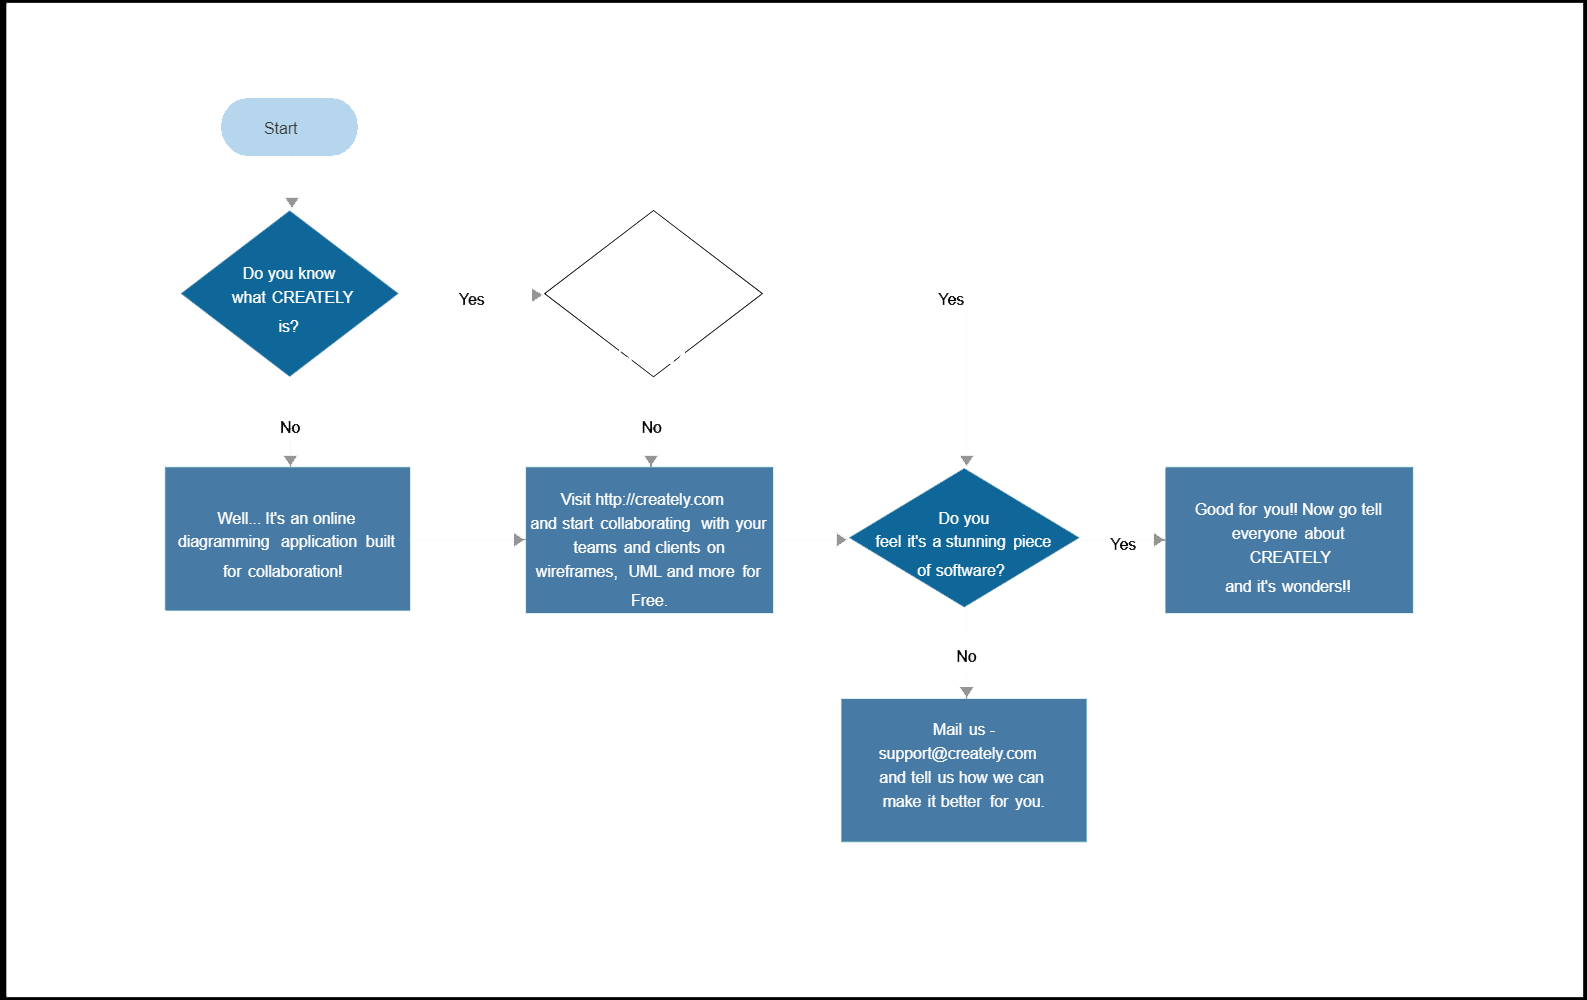 Start
Do you know
what CREATELY
is?
Yes
Yes
No
No
Well... It's an online
diagramming application built
for collaboration!
Visit http://creately.com
and start collaborating with your
teams and clients on
wireframes, UML and more for
Free.
Do you
feel it's a stunning piece
of software?
Yes
Good for you!! Now go tell
everyone about
CREATELY
and it's wonders!!
No
Mail us -
support@creately.com
and tell us how we can
make it better for you.